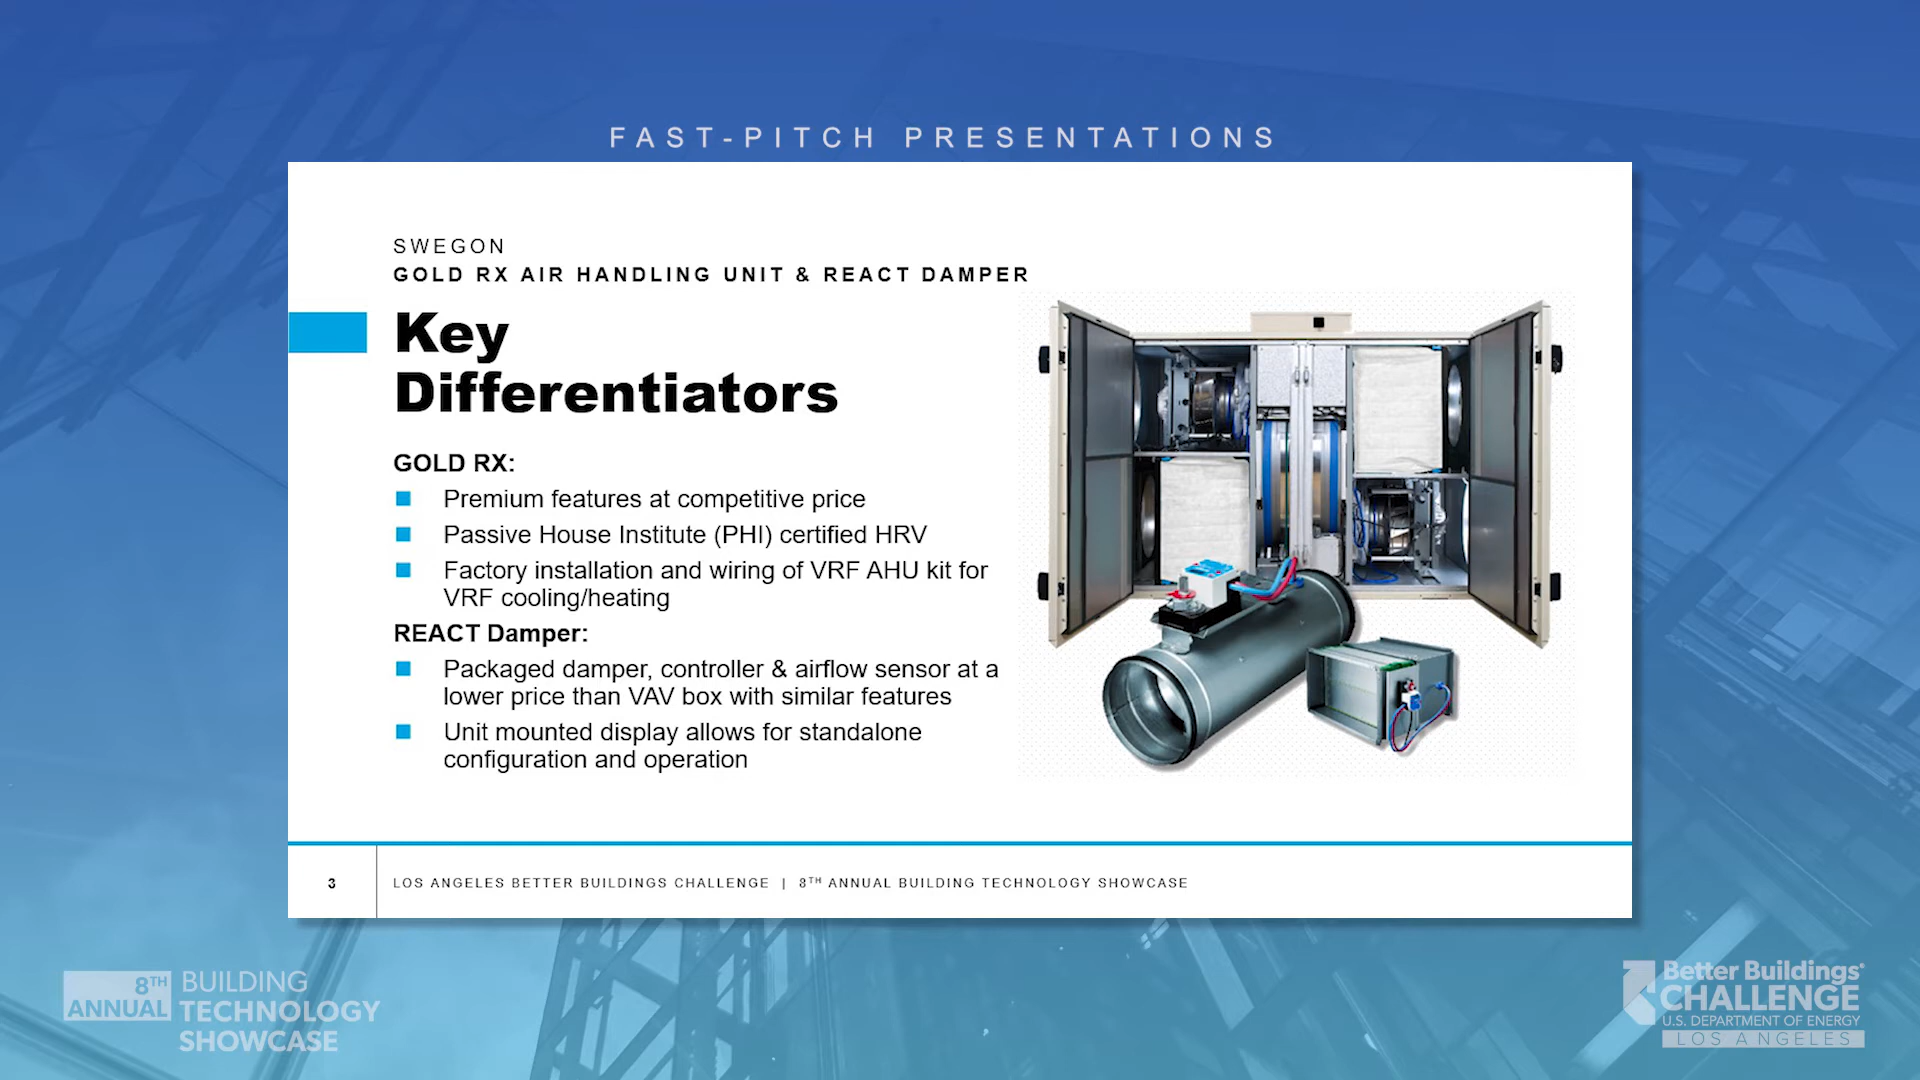 FAST-PITCH PRESENTATIONS
SWEGON
GOLD RX AIR HANDLING UNIT & REACT DAMPER
Key
Differentiators
GOLD RX:
Premium features at competitive price
Passive House Institute (PHI) certified HRV
Factory installation and wiring of VRF AHU kit for
VRF cooling/heating
REACT Damper:
Packaged damper, controller & airflow sensor at a
lower price than VAV box with similar features
Unit mounted display allows for standalone
configuration and operation
3
LOS ANGELES BETTER BUILDINGS CHALLENGE | 8TH ANNUAL BUILDING TECHNOLOGY SHOWCASE
8TH ANNUAL
BUILDING
TECHNOLOGY
SHOWCASE
Better Buildings®
CHALLENGE
U.S. DEPARTMENT OF ENERGY
LOS ANGELES